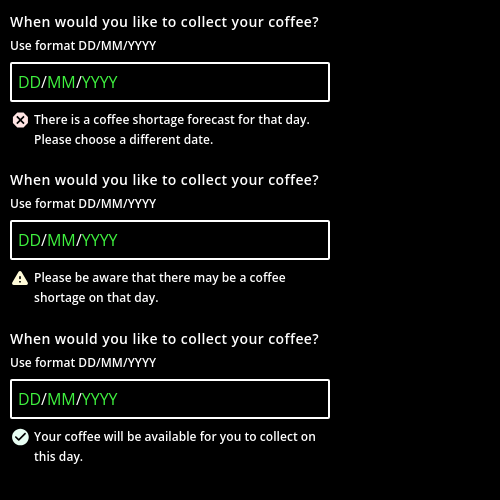 When would you like to collect your coffee?
Use format DD/MM/YYYY
DD/MM/YYYY
There is a coffee shortage forecast for that day.
Please choose a different date.
When would you like to collect your coffee?
Use format DD/MM/YYYY
DD/MM/YYYY
Please be aware that there may be a coffee
shortage on that day.
When would you like to collect your coffee?
Use format DD/MM/YYYY
DD/MM/YYYY
Your coffee will be available for you to collect on
this day.